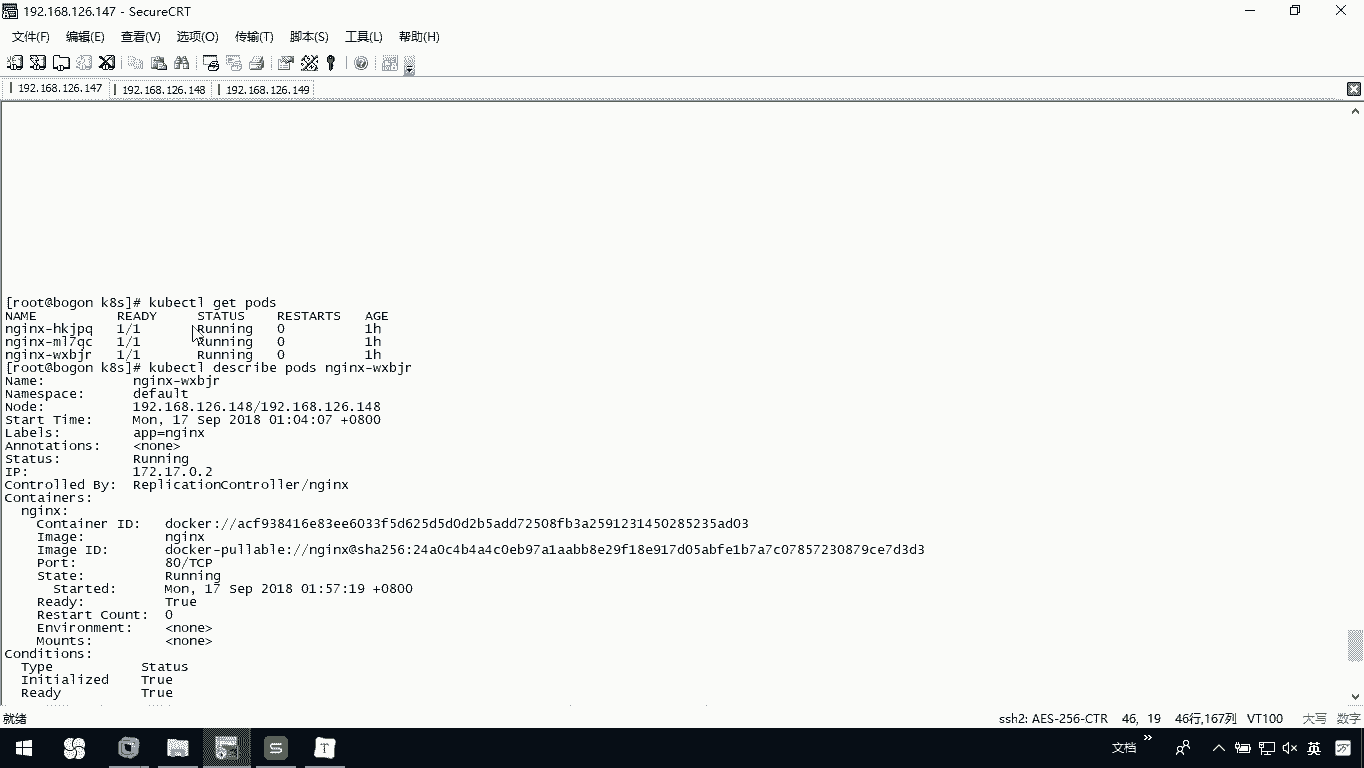 192.168.126.147 - SecureCRT
文件(F) 编辑(E) 查看(V) 选项(O) 传输(T) 脚本(S) 工具(L) 帮助(H)
192.168.126.147 192.168.126.148 192.168.126.149
[root@bogon k8s]# kubectl get pods
NAME READY STATUS RESTARTS AGE
nginx-hkjpq 1/1 Running 0 1h
nginx-ml7qc 1/1 Running 0 1h
nginx-wxbjr 1/1 Running 0 1h
[root@bogon k8s]# kubectl describe pods nginx-wxbjr
Name: nginx-wxbjr
Namespace: default
Node: 192.168.126.148/192.168.126.148
Start Time: Mon, 17 Sep 2018 01:04:07 +0800
Labels: app=nginx
Annotations: <none>
Status: Running
IP: 172.17.0.2
Controlled By: ReplicationController/nginx
Containers:
nginx:
Container ID: docker://acf938416e83ee6033f5d625d5d0d2b5add72508fb3a2591231450285235ad03
Image: nginx
Image ID: docker-pullable://nginx@sha256:24a0c4b4a4c0eb97a1aabb8e29f18e917d05abfe1b7a7c07857230879ce7d3d3
Port: 80/TCP
State: Running
Started: Mon, 17 Sep 2018 01:57:19 +0800
Ready: True
Restart Count: 0
Environment: <none>
Mounts: <none>
Conditions:
Type Status
Initialized True
Ready True
就绪 ssh2: AES-256-CTR 46, 19 46行,167列 VT100 大写 数字
文档 英